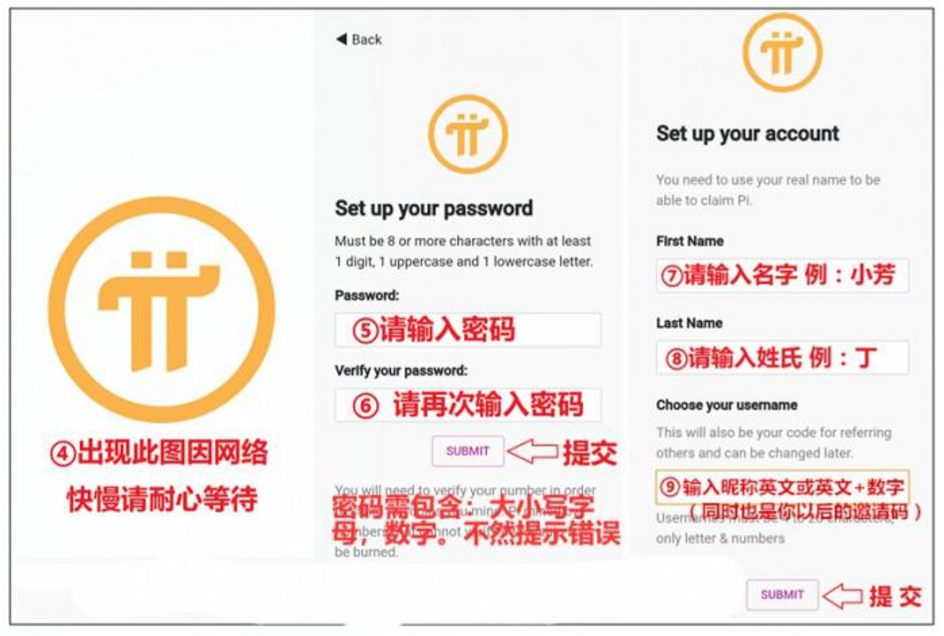 ④出现此图因网络
快慢请耐心等待
Back
Set up your password
Must be 8 or more characters with at least
1 digit, 1 uppercase and 1 lowercase letter.
Password:
⑤请输入密码
Verify your password:
⑥ 请再次输入密码
SUBMIT
提交
You will need to verify your number in order
密码需包含：大小写字
母，数字。不然提示错误
be burned.
Set up your account
You need to use your real name to be
able to claim Pi.
First Name
⑦请输入名字 例：小芳
Last Name
⑧请输入姓氏 例：丁
Choose your username
This will also be your code for referring
others and can be changed later.
⑨输入昵称英文或英文+数字
（同时也是你以后的邀请码）
only letter & numbers
SUBMIT
提 交